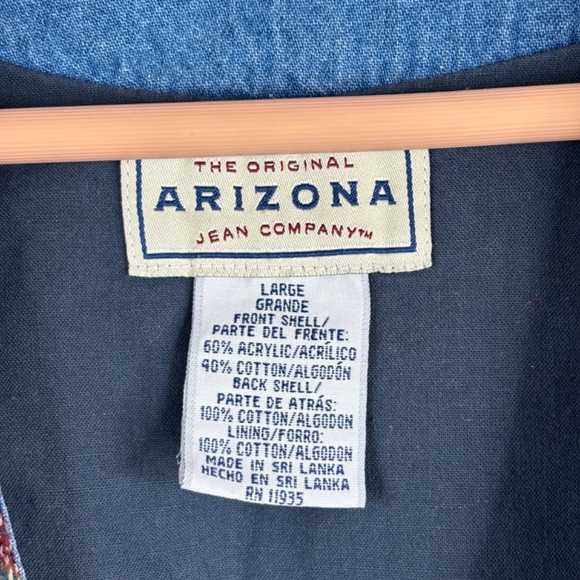 THE ORIGINAL
ARIZONA
JEAN COMPANY™
LARGE
GRANDE
FRONT SHELL/
PARTE DEL FRENTE:
60% ACRYLIC/ACRÍLICO
40% COTTON/ALGODÓN
BACK SHELL/
PARTE DE ATRÁS:
100% COTTON/ALGODON
LINING/FORRO:
100% COTTON/ALGODON
MADE IN SRI LANKA
HECHO EN SRI LANKA
RN 11935